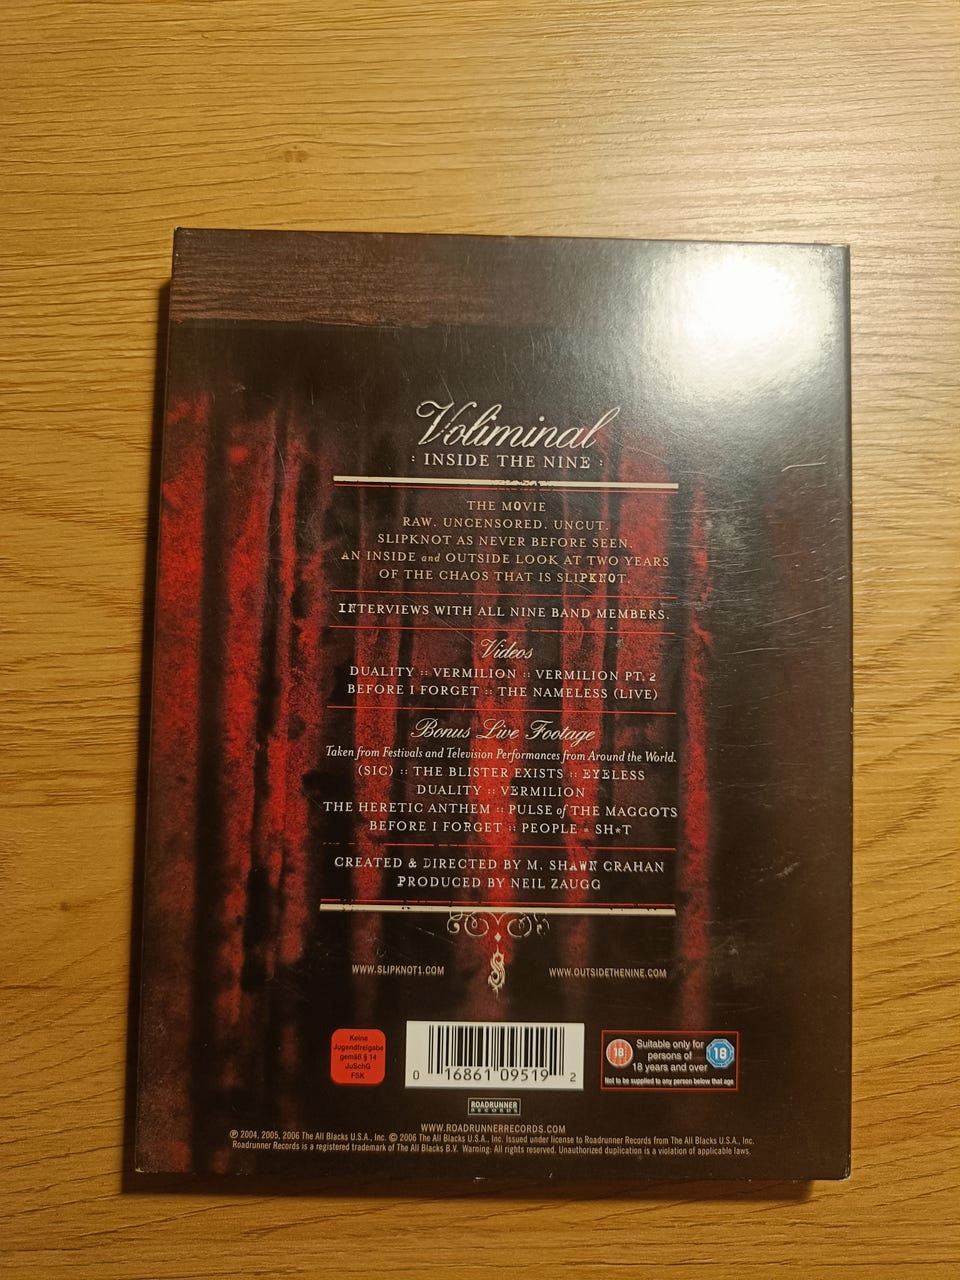 Voliminal
: INSIDE THE NINE :
THE MOVIE
RAW. UNCENSORED. UNCUT.
SLIPKNOT AS NEVER BEFORE SEEN.
AN INSIDE and OUTSIDE LOOK AT TWO YEARS
OF THE CHAOS THAT IS SLIPKNOT.
INTERVIEWS WITH ALL NINE BAND MEMBERS.
Videos
DUALITY :: VERMILION :: VERMILION PT. 2
BEFORE I FORGET :: THE NAMELESS (LIVE)
Bonus Live Footage
Taken from Festivals and Television Performances from Around the World.
(SIC) :: THE BLISTER EXISTS :: EYELESS
DUALITY :: VERMILION
THE HERETIC ANTHEM :: PULSE of THE MAGGOTS
BEFORE I FORGET :: PEOPLE = SH*T
CREATED & DIRECTED BY M. SHAWN CRAHAN
PRODUCED BY NEIL ZAUGG
WWW.SLIPKNOT1.COM
WWW.OUTSIDETHENINE.COM
Keine
Jugendfreigabe
gemäß § 14
JuSchG
FSK
0 16861 09519 2
18
Suitable only for
persons of
18 years and over
18
Not to be supplied to any person below that age
ROADRUNNER
RECORDS
WWW.ROADRUNNERRECORDS.COM
℗ 2004, 2005, 2006 The All Blacks U.S.A., Inc. © 2006 The All Blacks U.S.A., Inc. Issued under license to Roadrunner Records from The All Blacks U.S.A., Inc.
Roadrunner Records is a registered trademark of The All Blacks B.V. Warning: All rights reserved. Unauthorized duplication is a violation of applicable laws.